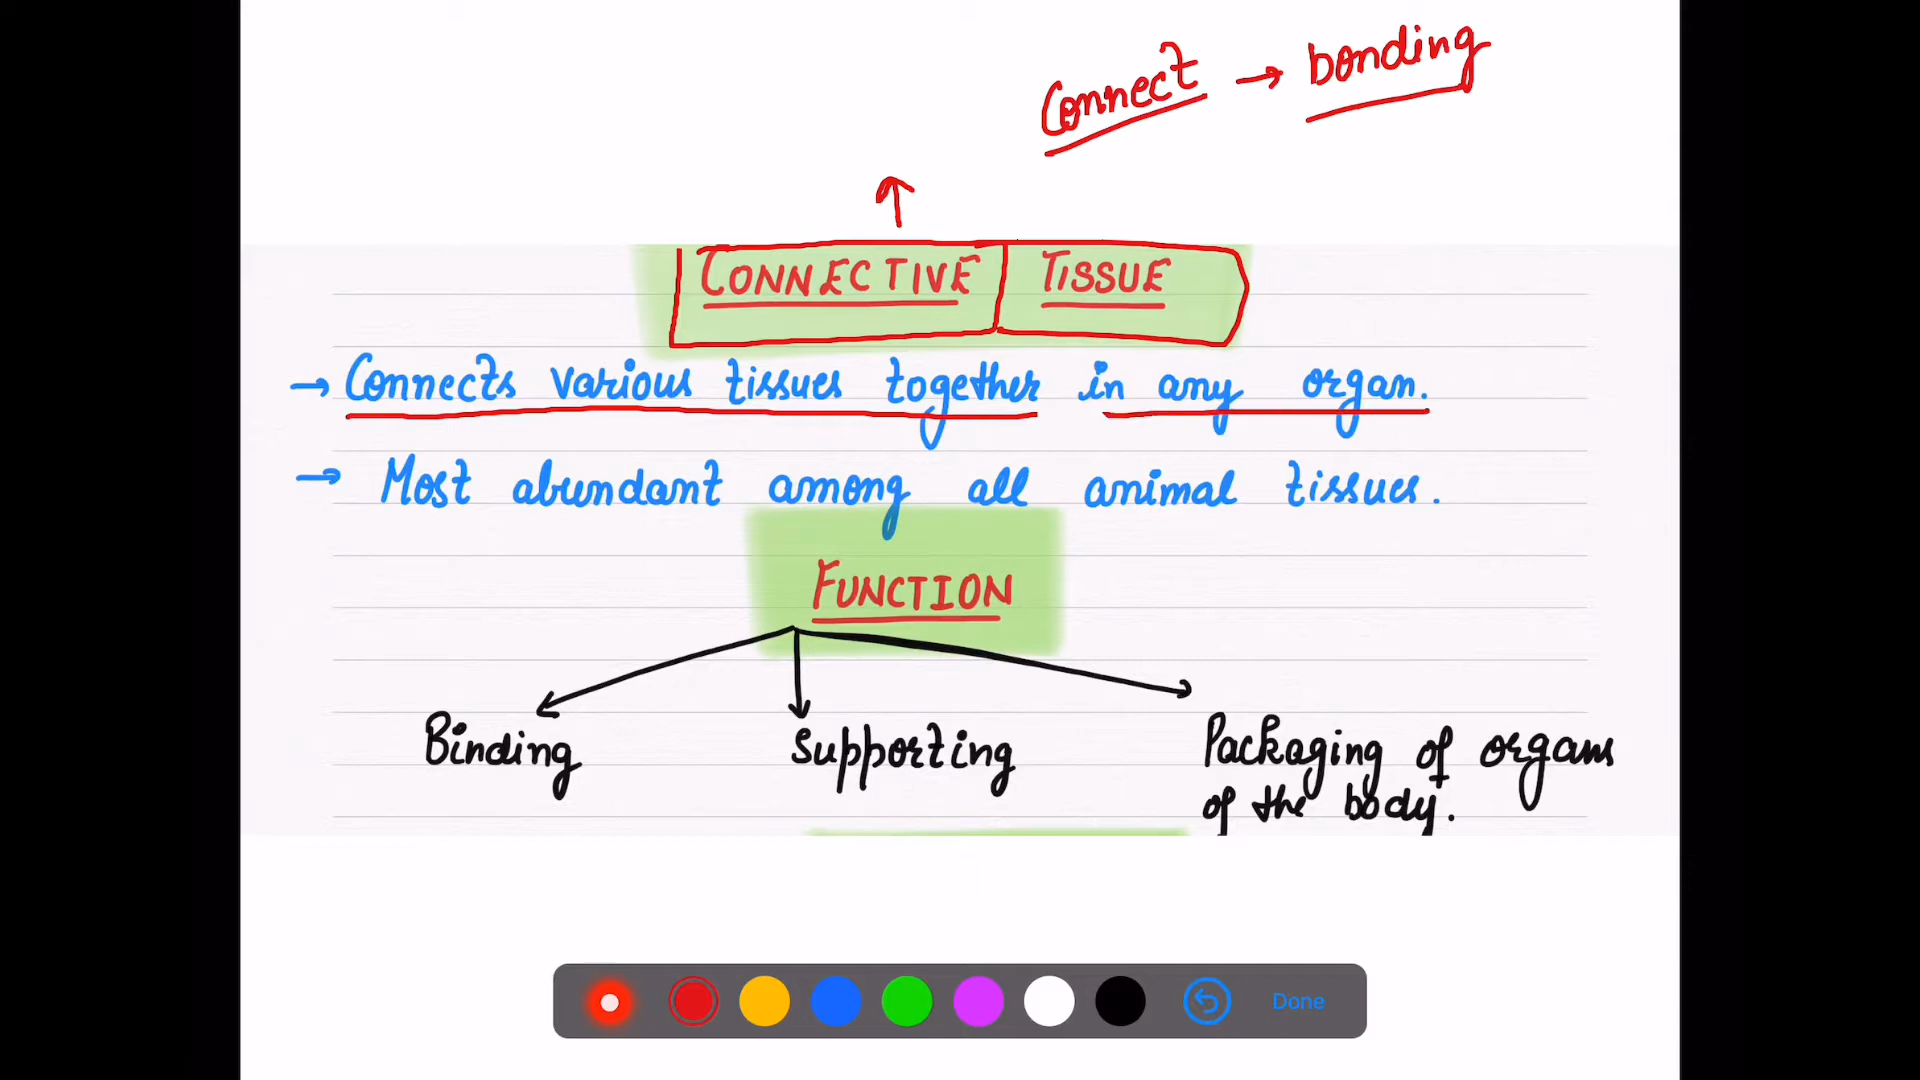 Connect → bonding
CONNECTIVE TISSUE
→ Connects various tissues together in any organ.
→ Most abundant among all animal tissues.
FUNCTION
Binding
Supporting
Packaging of organs
of the body.
Done